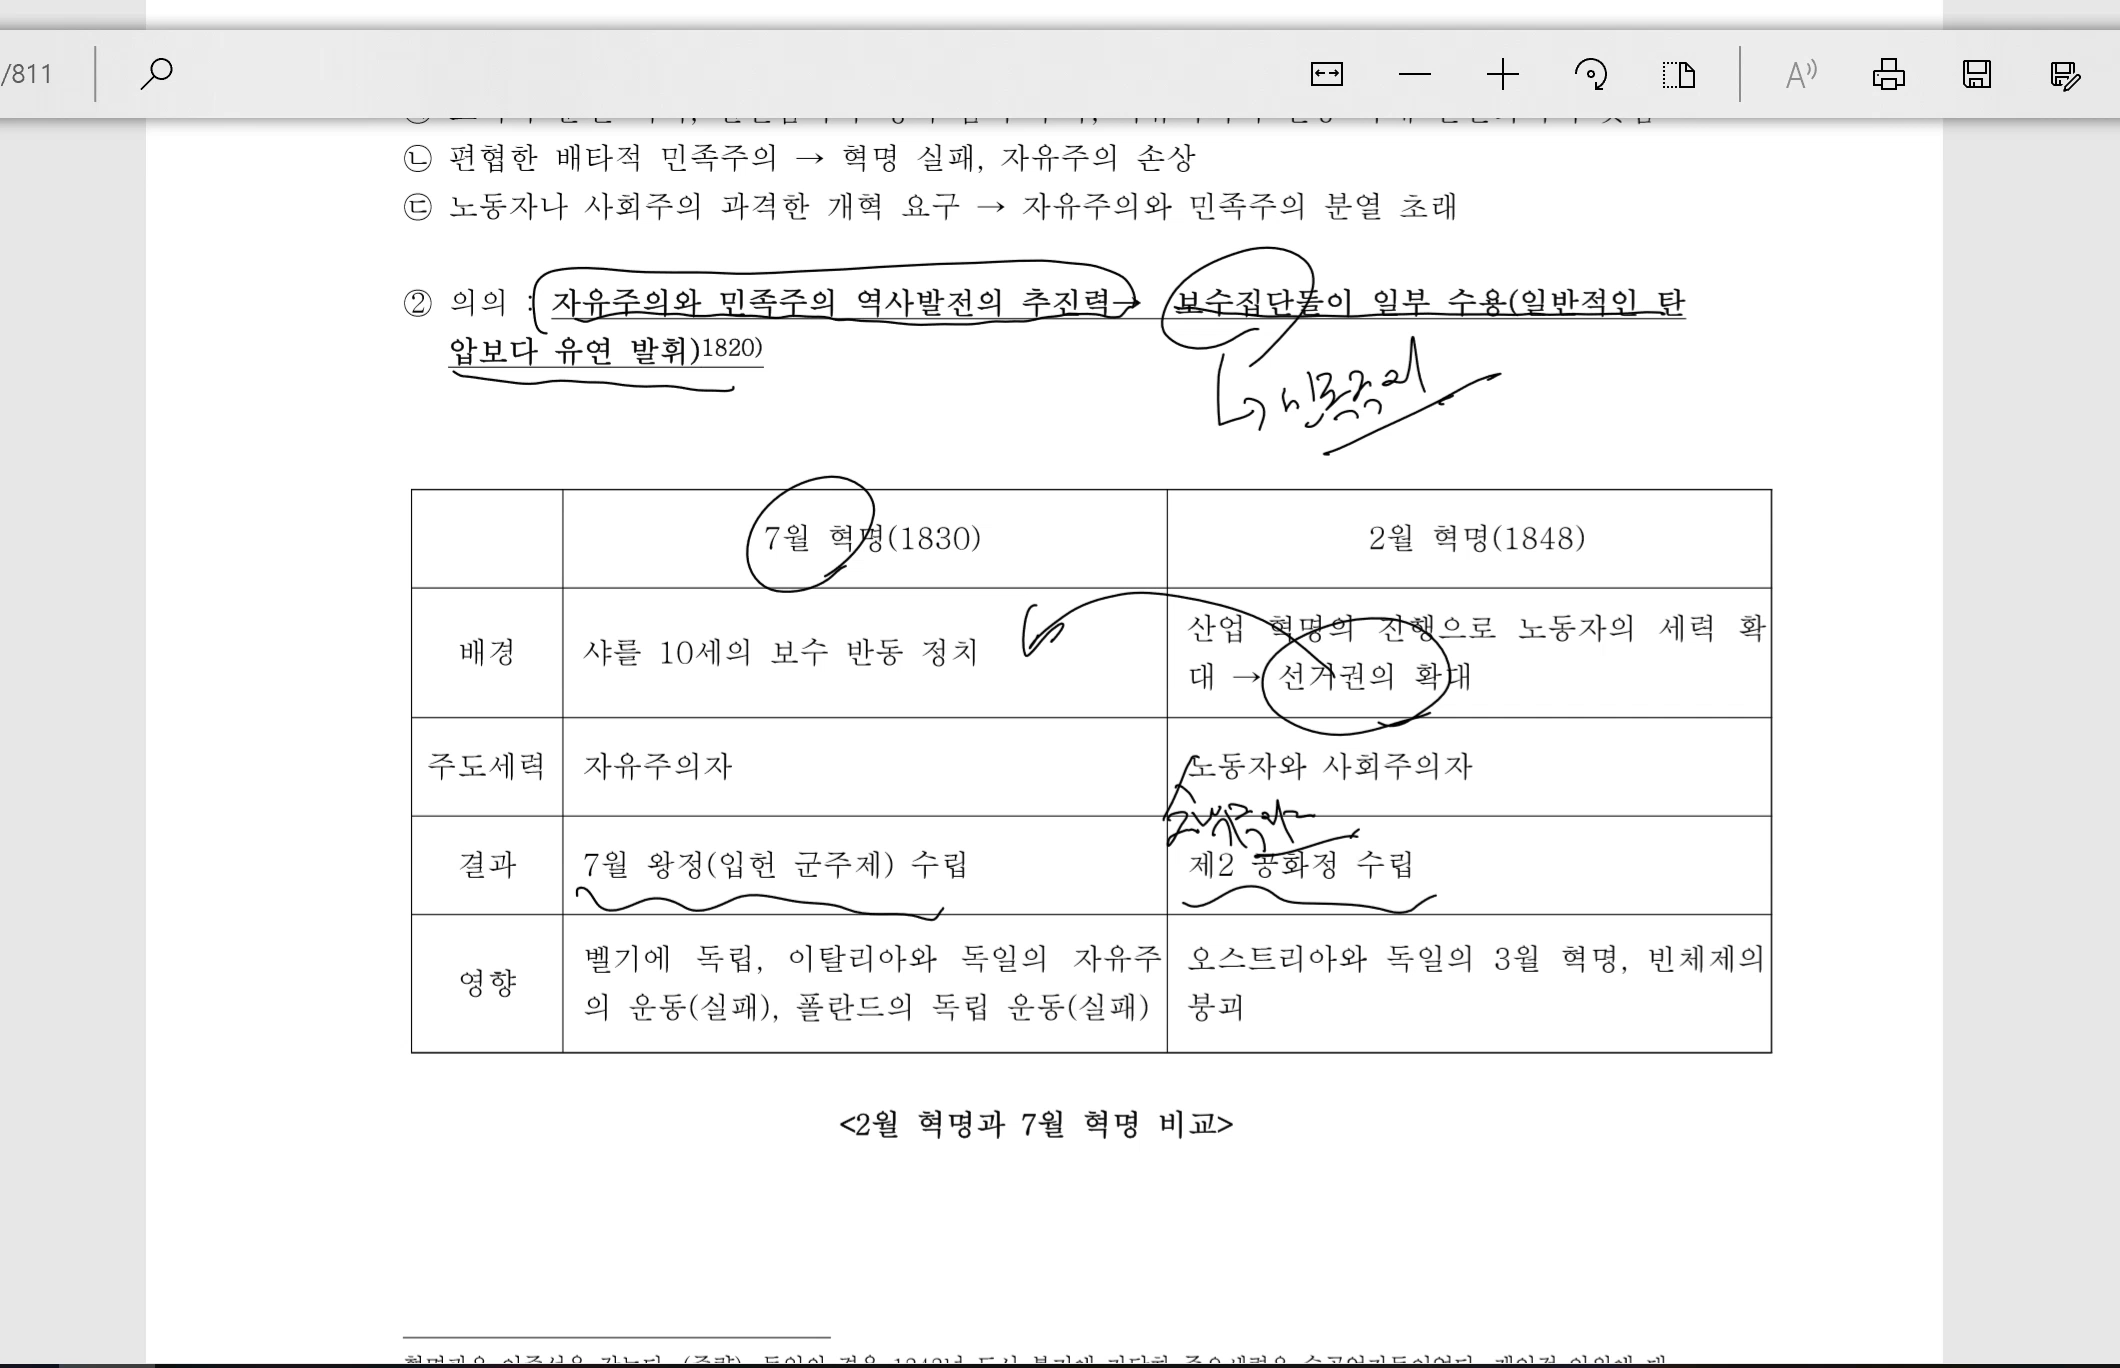 /811
㉡ 편협한 배타적 민족주의 → 혁명 실패, 자유주의 손상
㉢ 노동자나 사회주의 과격한 개혁 요구 → 자유주의와 민족주의 분열 초래
② 의의 : 자유주의와 민족주의 역사발전의 추진력→ 보수집단들이 일부 수용(일반적인 탄
압보다 유연 발휘)1820)
민족주의
7월 혁명(1830) 2월 혁명(1848)
배경 샤를 10세의 보수 반동 정치 산업 혁명의 진행으로 노동자의 세력 확
대 → 선거권의 확대
주도세력 자유주의자 노동자와 사회주의자
결과 7월 왕정(입헌 군주제) 수립 제2 공화정 수립
영향 벨기에 독립, 이탈리아와 독일의 자유주
의 운동(실패), 폴란드의 독립 운동(실패) 오스트리아와 독일의 3월 혁명, 빈체제의
붕괴
<2월 혁명과 7월 혁명 비교>